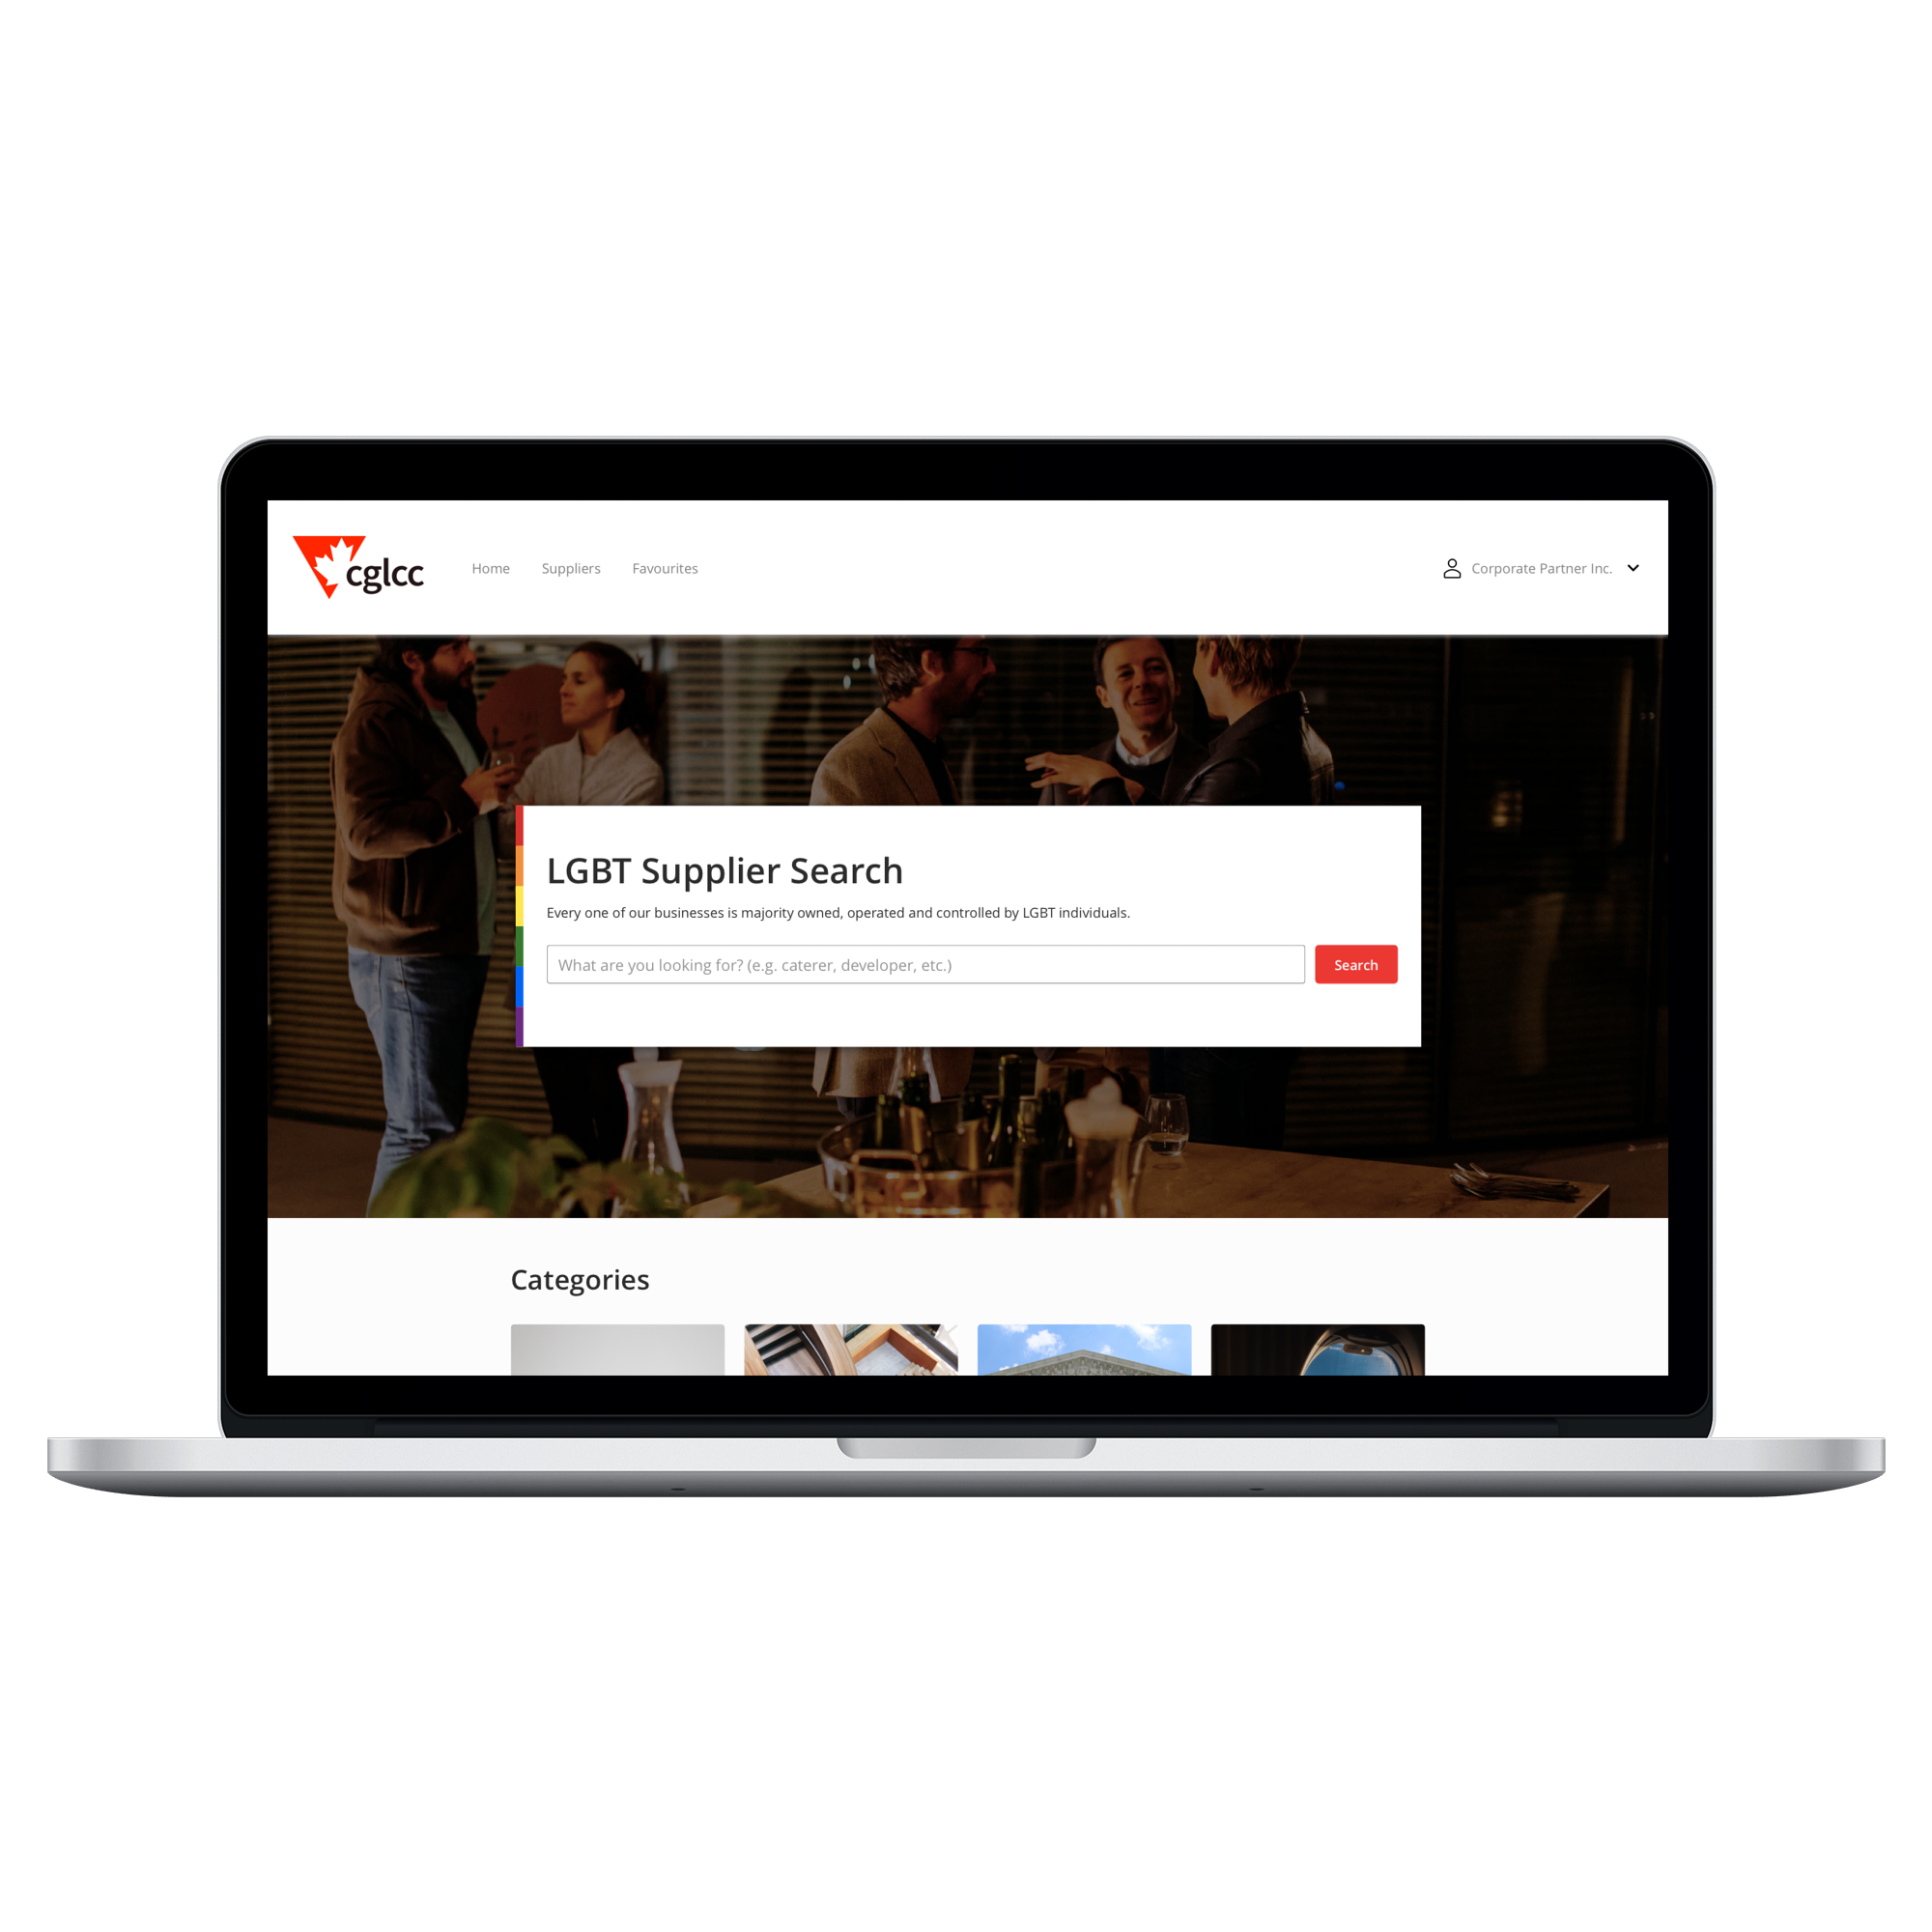 cglcc
Home
Suppliers
Favourites
Corporate Partner Inc.
LGBT Supplier Search
Every one of our businesses is majority owned, operated and controlled by LGBT individuals.
What are you looking for? (e.g. caterer, developer, etc.)
Search
Categories